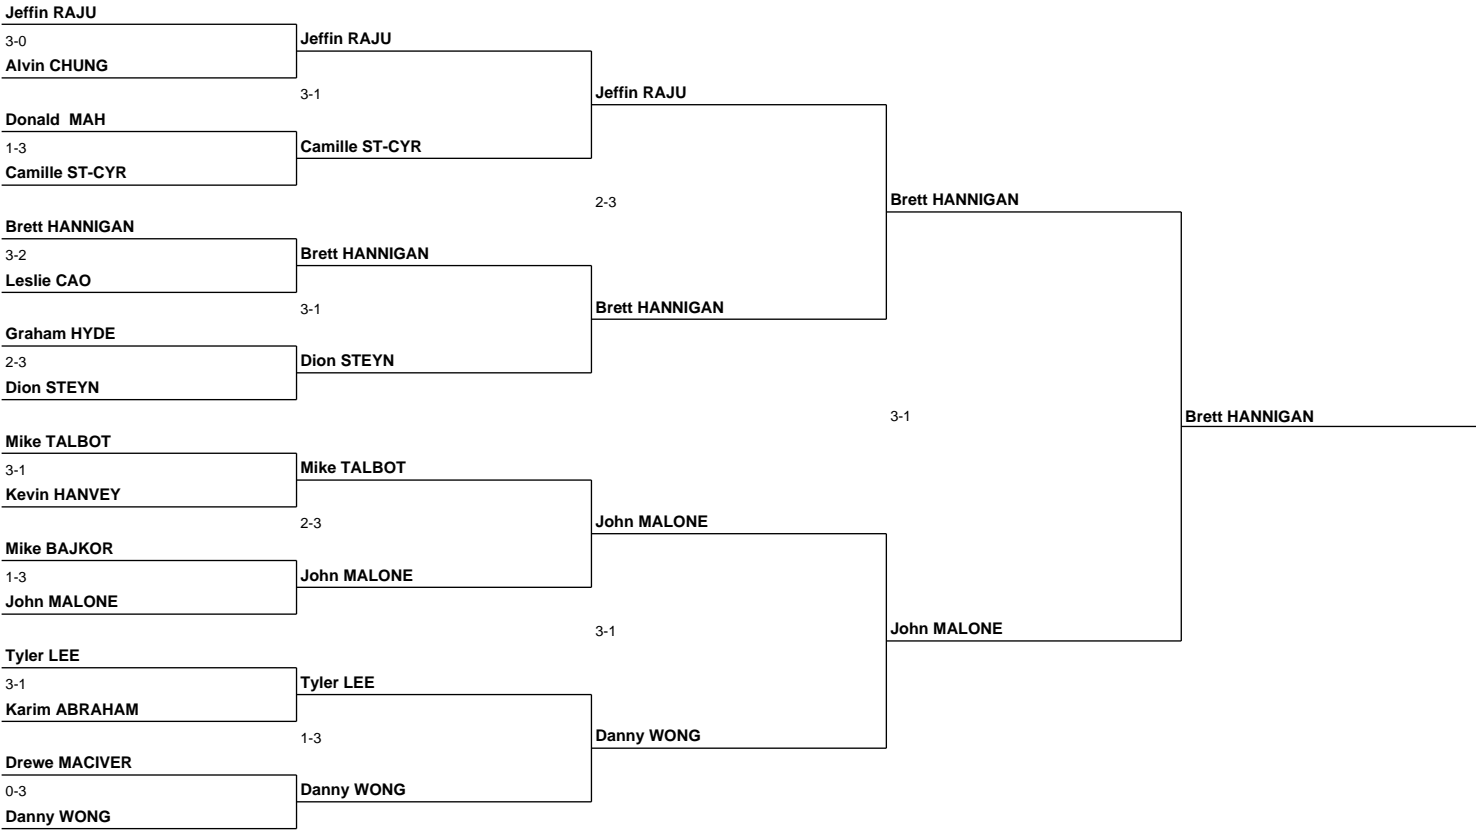 Jeffin RAJU
3-0
Alvin CHUNG
Donald  MAH
1-3
Camille ST-CYR
Brett HANNIGAN
3-2
Leslie CAO
Graham HYDE
2-3
Dion STEYN
Mike TALBOT
3-1
Kevin HANVEY
Mike BAJKOR
1-3
John MALONE
Tyler LEE
3-1
Karim ABRAHAM
Drewe MACIVER
0-3
Danny WONG
Jeffin RAJU
3-1
Camille ST-CYR
Brett HANNIGAN
3-1
Dion STEYN
Mike TALBOT
2-3
John MALONE
Tyler LEE
1-3
Danny WONG
Jeffin RAJU
2-3
Brett HANNIGAN
John MALONE
3-1
Danny WONG
Brett HANNIGAN
3-1
John MALONE
Brett HANNIGAN